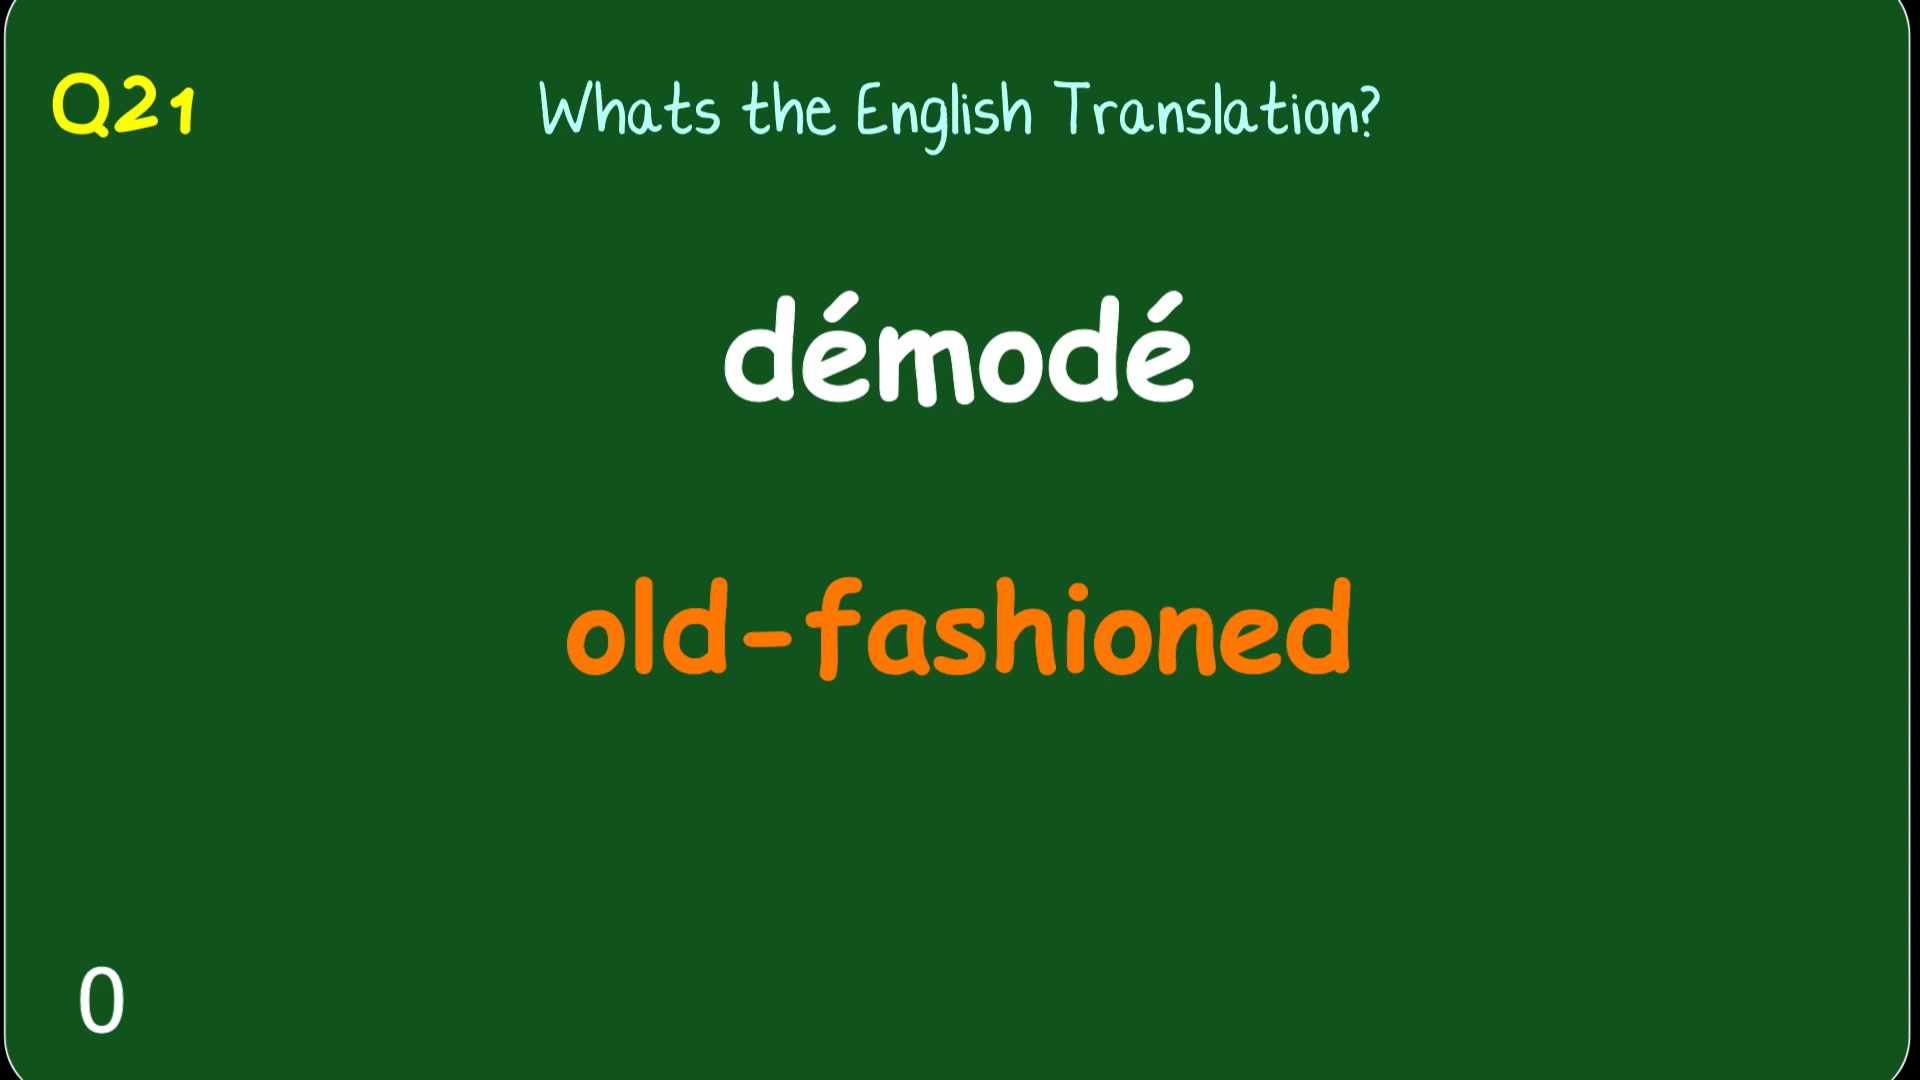 Q21
Whats the English Translation?
démodé
old-fashioned
0